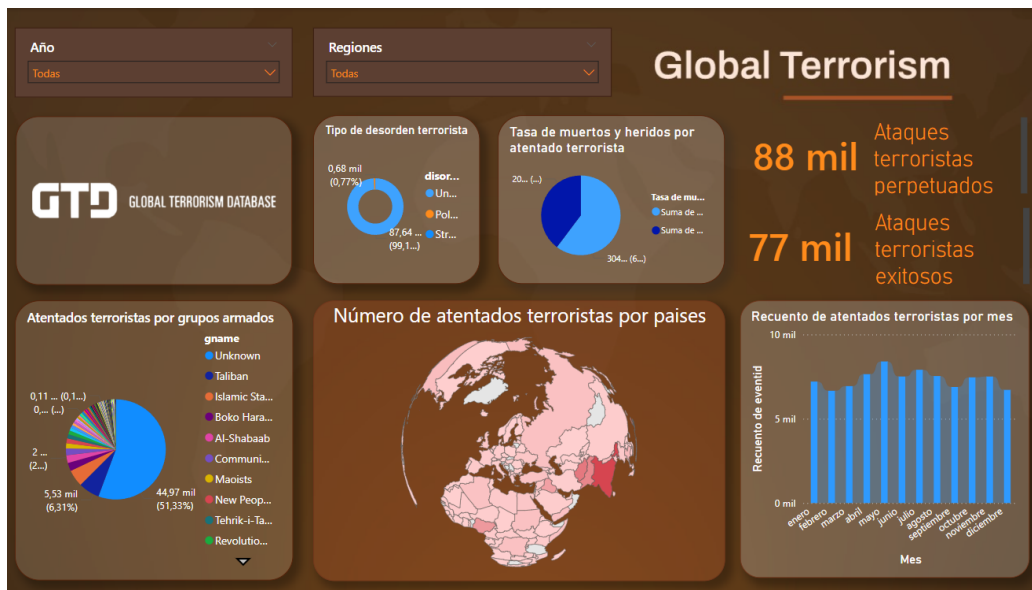 Año
Todas
Regiones
Todas
Global Terrorism
GTD GLOBAL TERRORISM DATABASE
Tipo de desorden terrorista
0,68 mil
(0,77%)
87,64 ...
(99,1...)
disor...
Un...
Pol...
Str...
Tasa de muertos y heridos por
atentado terrorista
20... (...)
304... (6...)
Tasa de mu...
Suma de ...
Suma de ...
88 mil
Ataques
terroristas
perpetuados
77 mil
Ataques
terroristas
exitosos
Atentados terroristas por grupos armados
gname
Unknown
Taliban
Islamic Sta...
Boko Hara...
Al-Shabaab
Communi...
Maoists
New Peop...
Tehrik-i-Ta...
Revolutio...
0,11 ... (0,1...)
0,... (...)
2 ...
(2...)
5,53 mil
(6,31%)
44,97 mil
(51,33%)
Número de atentados terroristas por paises
Recuento de atentados terroristas por mes
10 mil
5 mil
0 mil
Recuento de eventid
enero
febrero
marzo
abril
mayo
junio
julio
agosto
septiembre
octubre
noviembre
diciembre
Mes